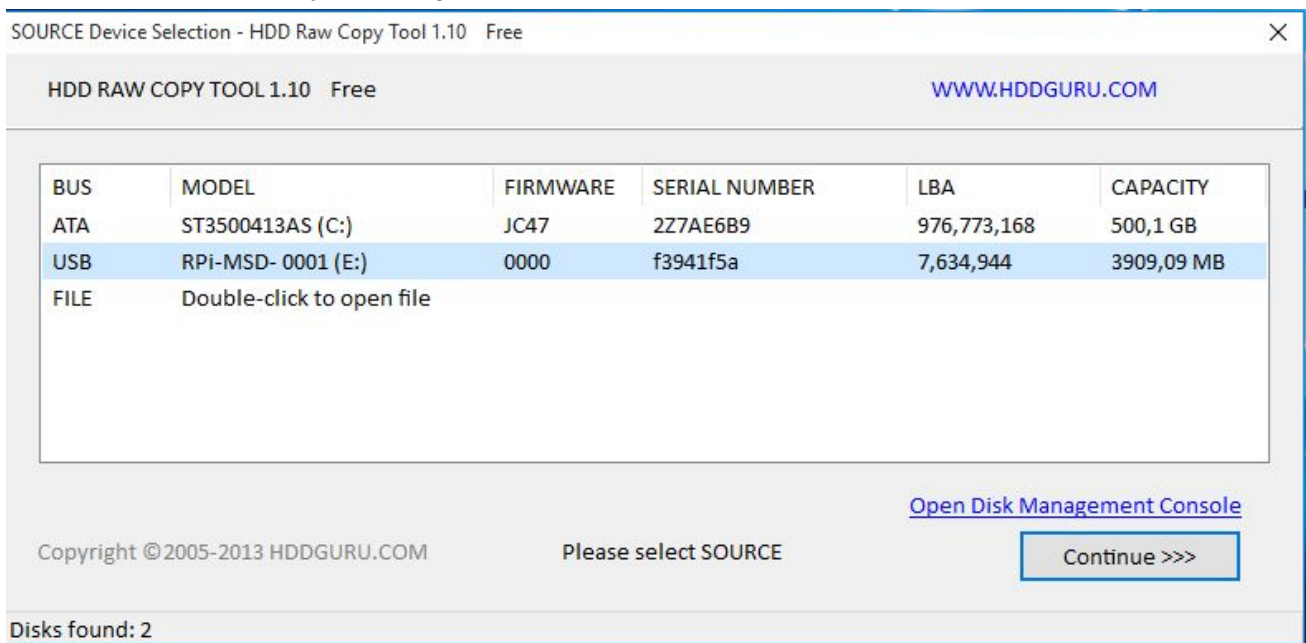 SOURCE Device Selection - HDD Raw Copy Tool 1.10 Free
HDD RAW COPY TOOL 1.10 Free WWW.HDDGURU.COM
BUS MODEL FIRMWARE SERIAL NUMBER LBA CAPACITY
ATA ST3500413AS (C:) JC47 2Z7AE6B9 976,773,168 500,1 GB
USB RPi-MSD- 0001 (E:) 0000 f3941f5a 7,634,944 3909,09 MB
FILE Double-click to open file
Open Disk Management Console
Copyright ©2005-2013 HDDGURU.COM Please select SOURCE Continue >>>
Disks found: 2